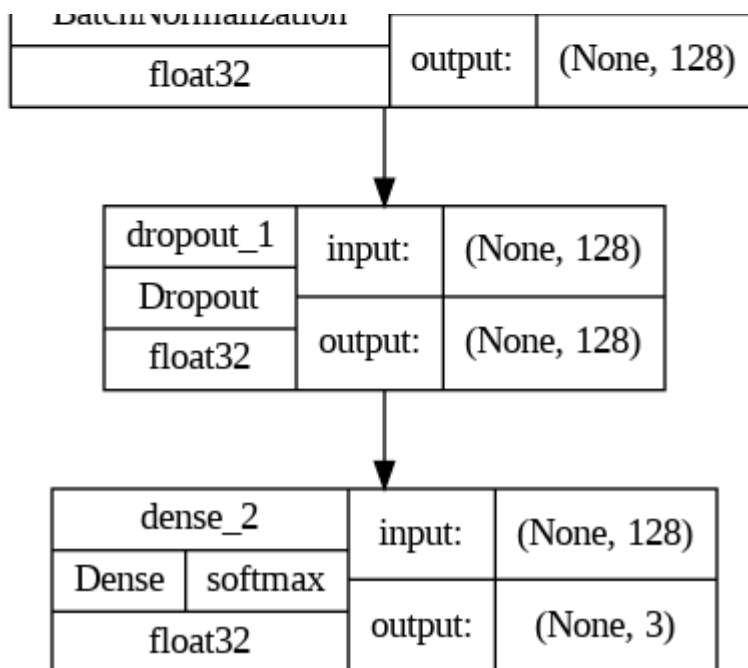 BatchNormalization
float32
output:
(None, 128)
dropout_1
Dropout
float32
input:
(None, 128)
output:
(None, 128)
dense_2
Dense
softmax
float32
input:
(None, 128)
output:
(None, 3)